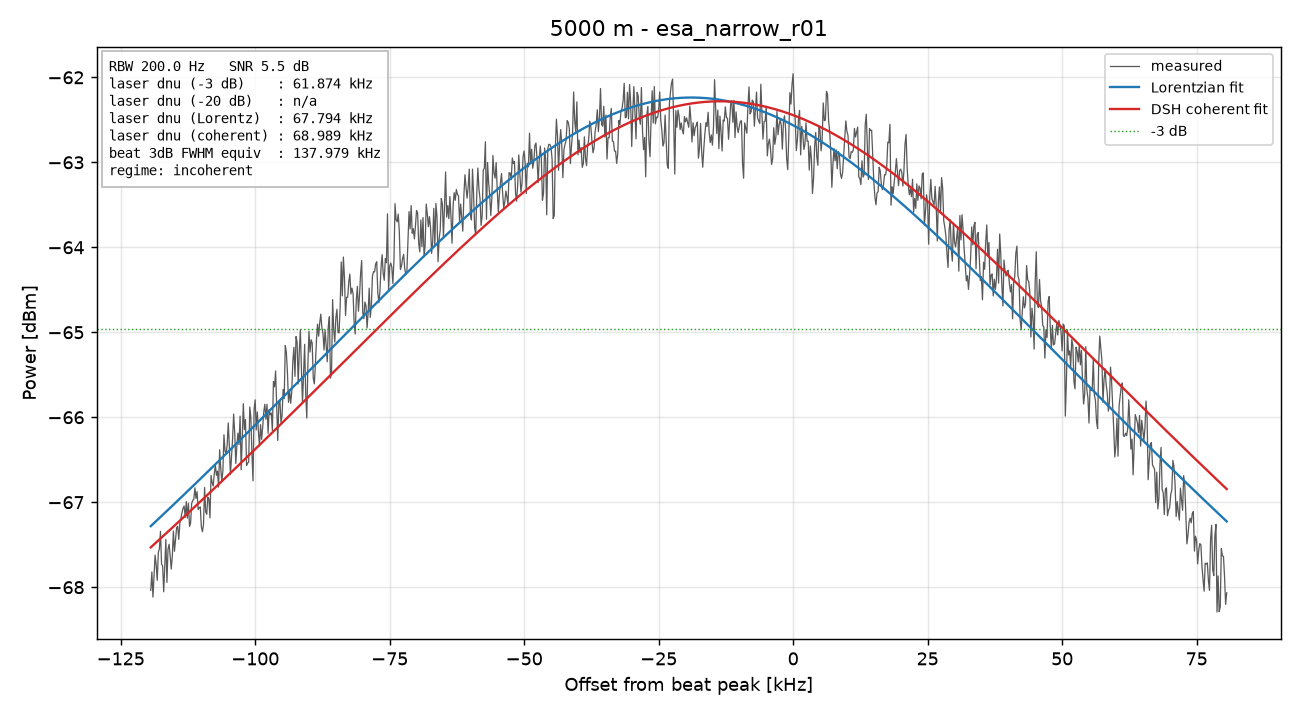 5000 m - esa_narrow_r01
RBW 200.0 Hz   SNR 5.5 dB
laser dnu (-3 dB)    : 61.874 kHz
laser dnu (-20 dB)   : n/a
laser dnu (Lorentz)  : 67.794 kHz
laser dnu (coherent) : 68.989 kHz
beat 3dB FWHM equiv  : 137.979 kHz
regime: incoherent
measured
Lorentzian fit
DSH coherent fit
-3 dB
Power [dBm]
−62
−63
−64
−65
−66
−67
−68
−125 −100 −75 −50 −25 0 25 50 75
Offset from beat peak [kHz]